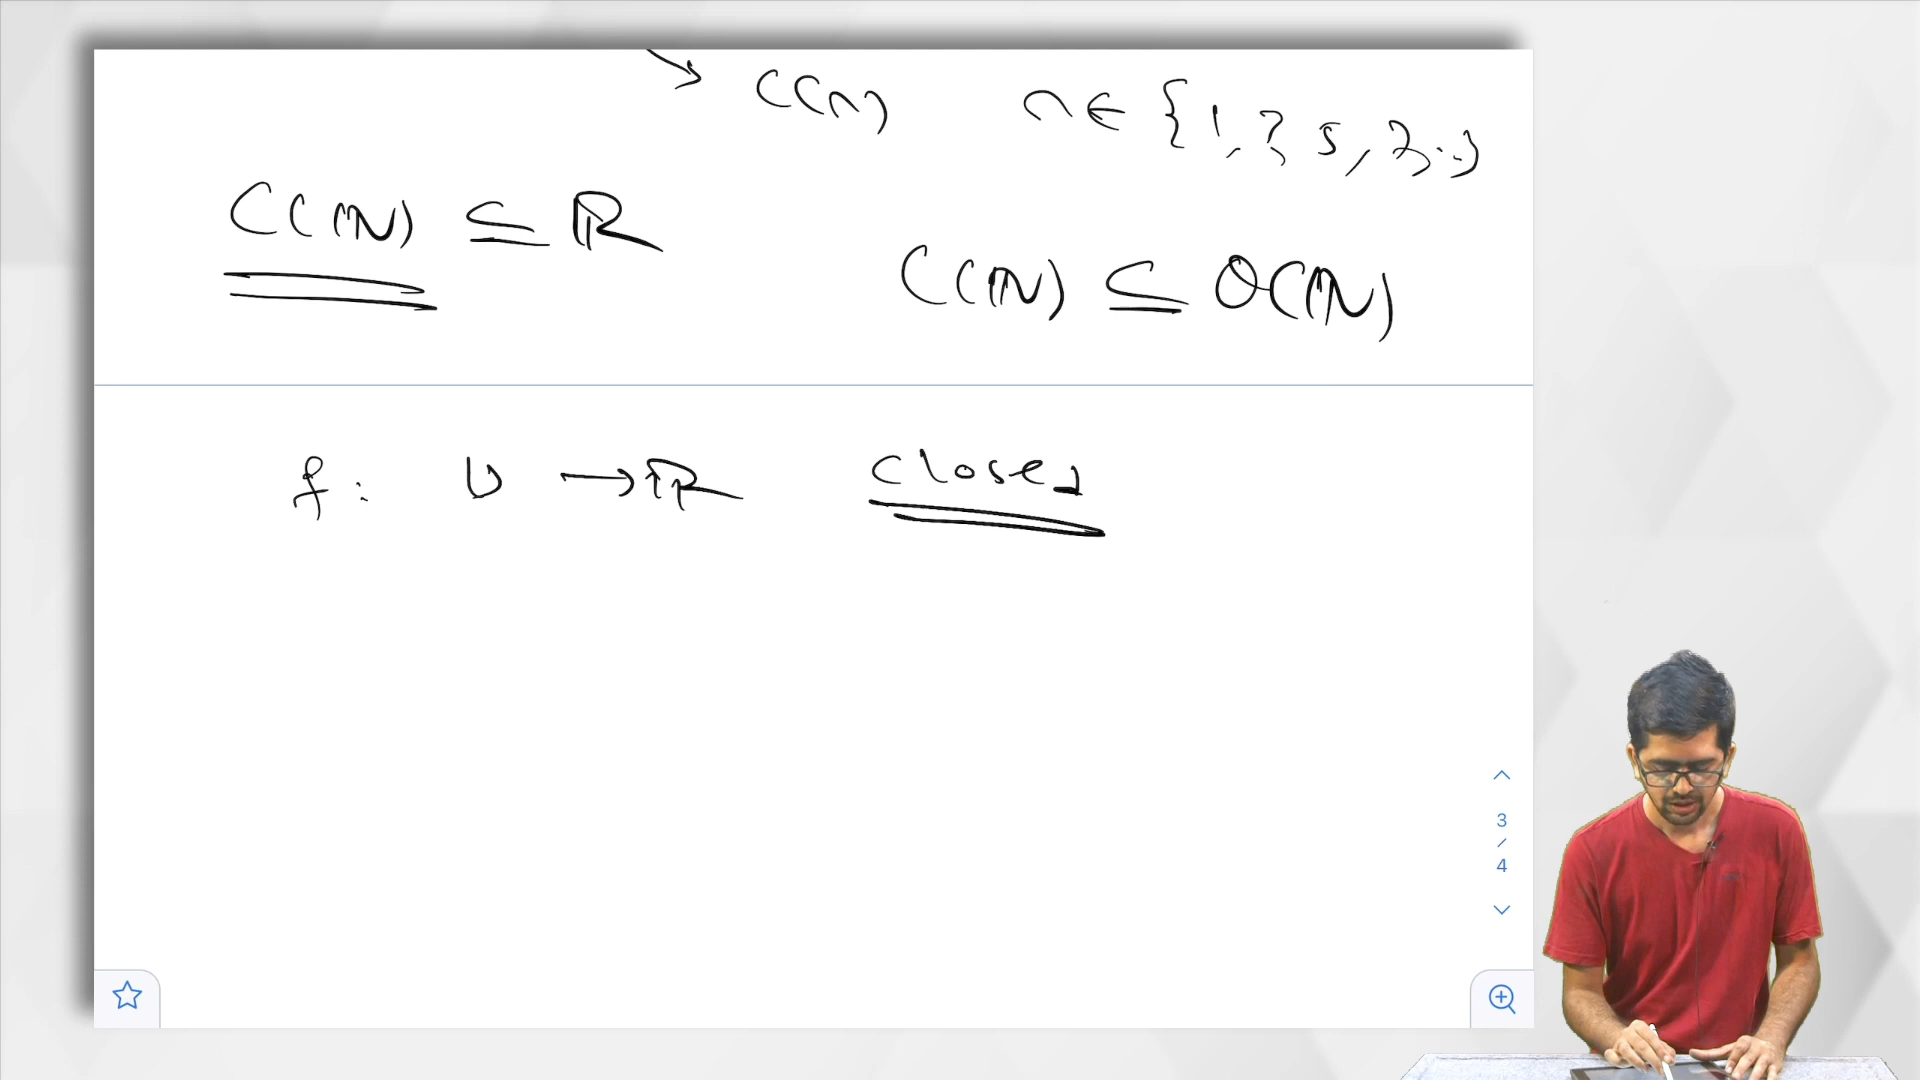 C(n) n ∈ {1, 3, 5, 7, ..}
C(ℕ) ⊆ ℝ
C(ℕ) ⊆ O(ℕ)
f: U → ℝ closed
3
/
4